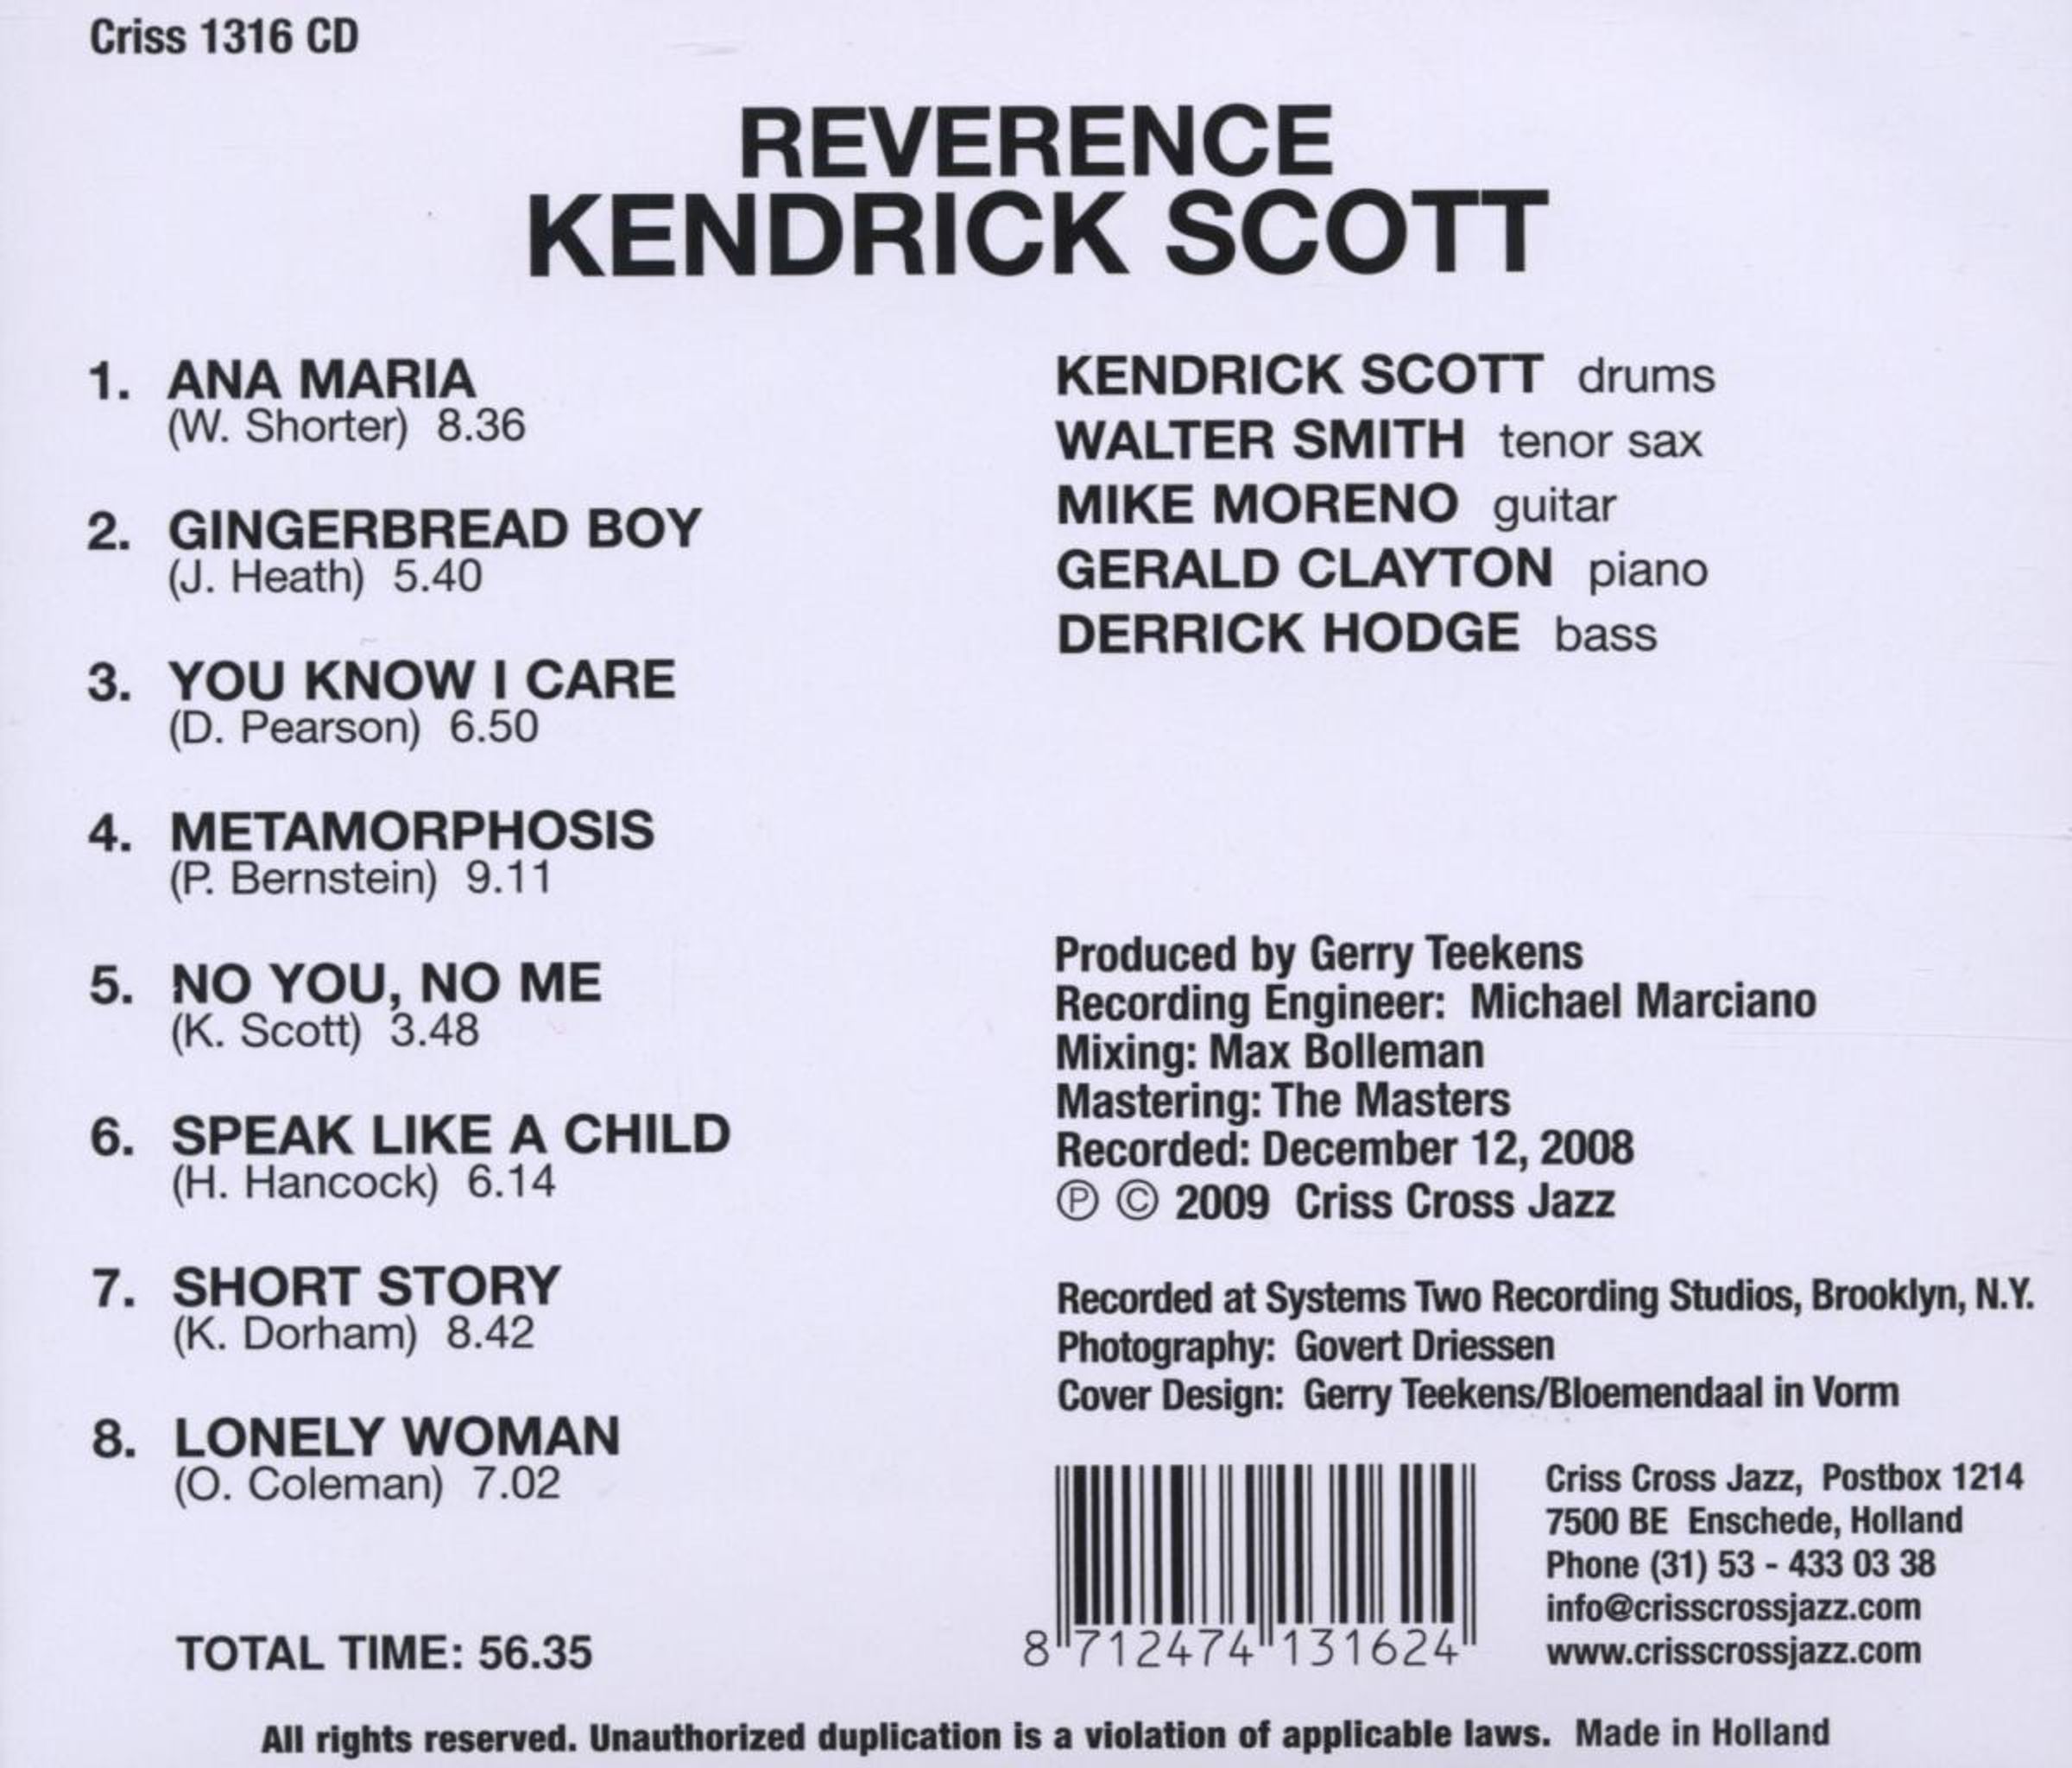 Criss 1316 CD
REVERENCE
KENDRICK SCOTT
1. ANA MARIA
(W. Shorter) 8.36
2. GINGERBREAD BOY
(J. Heath) 5.40
3. YOU KNOW I CARE
(D. Pearson) 6.50
4. METAMORPHOSIS
(P. Bernstein) 9.11
5. NO YOU, NO ME
(K. Scott) 3.48
6. SPEAK LIKE A CHILD
(H. Hancock) 6.14
7. SHORT STORY
(K. Dorham) 8.42
8. LONELY WOMAN
(O. Coleman) 7.02
TOTAL TIME: 56.35
KENDRICK SCOTT drums
WALTER SMITH tenor sax
MIKE MORENO guitar
GERALD CLAYTON piano
DERRICK HODGE bass
Produced by Gerry Teekens
Recording Engineer: Michael Marciano
Mixing: Max Bolleman
Mastering: The Masters
Recorded: December 12, 2008
℗ © 2009 Criss Cross Jazz
Recorded at Systems Two Recording Studios, Brooklyn, N.Y.
Photography: Govert Driessen
Cover Design: Gerry Teekens/Bloemendaal in Vorm
8 712474 131624
Criss Cross Jazz, Postbox 1214
7500 BE Enschede, Holland
Phone (31) 53 - 433 03 38
info@crisscrossjazz.com
www.crisscrossjazz.com
All rights reserved. Unauthorized duplication is a violation of applicable laws. Made in Holland